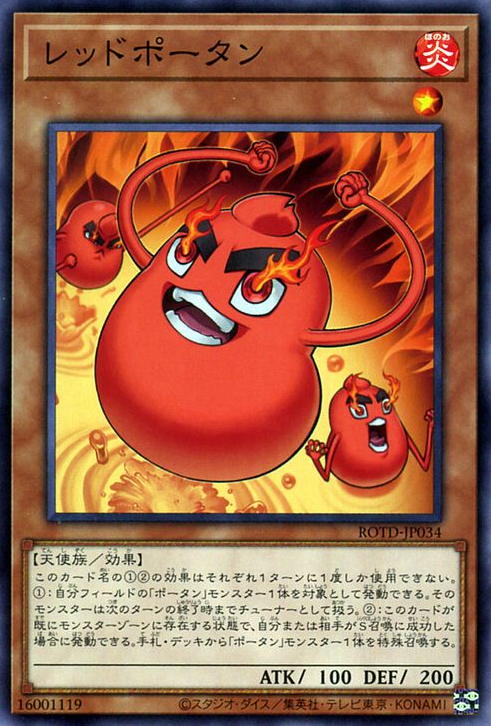 レッドポータン
炎
ROTD-JP034
【天使族/効果】
このカード名の①②の効果はそれぞれ1ターンに1度しか使用できない。
①:自分フィールドの「ポータン」モンスター1体を対象として発動できる。その
モンスターは次のターンの終了時までチューナーとして扱う。②:このカードが
既にモンスターゾーンに存在する状態で、自分または相手がS召喚に成功した
場合に発動できる。手札・デッキから「ポータン」モンスター1体を特殊召喚する。
ATK/ 100 DEF/ 200
16001119 ©スタジオ・ダイス/集英社・テレビ東京・KONAMI